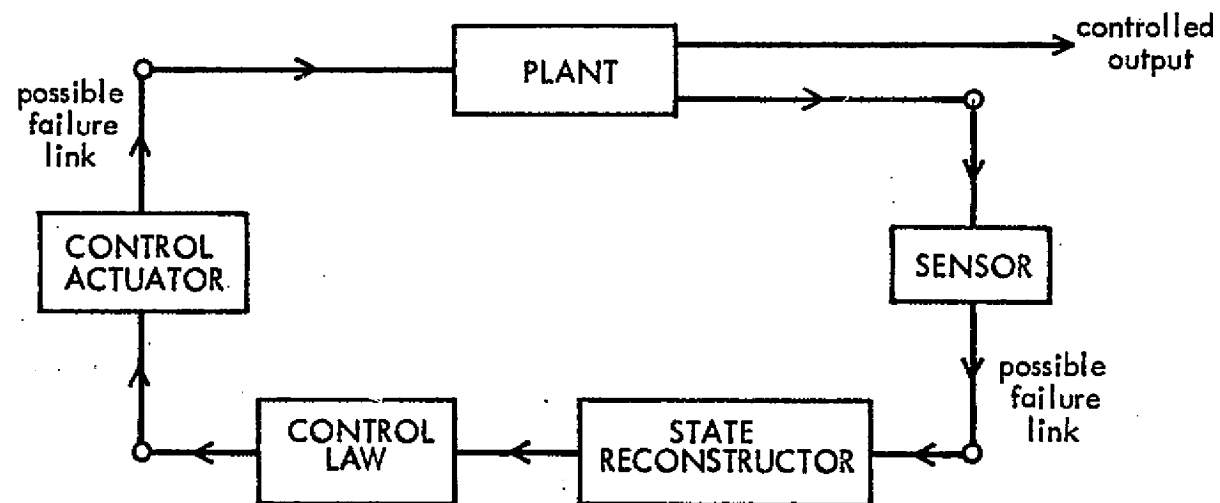 controlled
output
PLANT
possible
failure
link
CONTROL
ACTUATOR
SENSOR
possible
failure
link
CONTROL
LAW
STATE
RECONSTRUCTOR